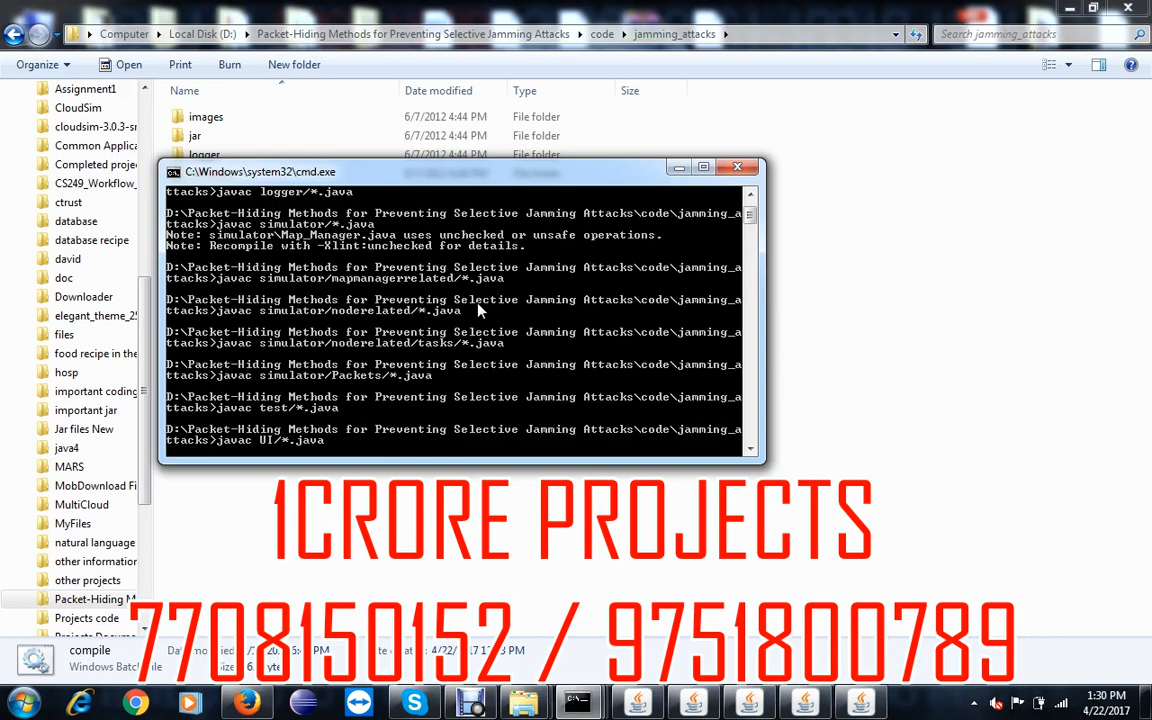 Computer ▸ Local Disk (D:) ▸ Packet-Hiding Methods for Preventing Selective Jamming Attacks ▸ code ▸ jamming_attacks ▸
Search jamming_attacks
Organize ▾ Open Print Burn New folder
Name Date modified Type Size
images 6/7/2012 4:44 PM File folder
jar 6/7/2012 4:44 PM File folder
logger 6/7/2012 4:44 PM File folder
Assignment1
CloudSim
cloudsim-3.0.3-sr
Common Applica
Completed proje
CS249_Workflow_
ctrust
database
database recipe
david
doc
Downloader
elegant_theme_25
files
food recipe in the
hosp
important coding
important jar
Jar files New
java4
MARS
MobDownload Fi
MultiCloud
MyFiles
natural language
other information
other projects
Packet-Hiding M
Projects code
C:\Windows\system32\cmd.exe
ttacks>javac logger/*.java
D:\Packet-Hiding Methods for Preventing Selective Jamming Attacks\code\jamming_a
ttacks>javac simulator/*.java
Note: simulator\Map_Manager.java uses unchecked or unsafe operations.
Note: Recompile with -Xlint:unchecked for details.
D:\Packet-Hiding Methods for Preventing Selective Jamming Attacks\code\jamming_a
ttacks>javac simulator/mapmanagerrelated/*.java
D:\Packet-Hiding Methods for Preventing Selective Jamming Attacks\code\jamming_a
ttacks>javac simulator/noderelated/*.java
D:\Packet-Hiding Methods for Preventing Selective Jamming Attacks\code\jamming_a
ttacks>javac simulator/noderelated/tasks/*.java
D:\Packet-Hiding Methods for Preventing Selective Jamming Attacks\code\jamming_a
ttacks>javac simulator/Packets/*.java
D:\Packet-Hiding Methods for Preventing Selective Jamming Attacks\code\jamming_a
ttacks>javac test/*.java
D:\Packet-Hiding Methods for Preventing Selective Jamming Attacks\code\jamming_a
ttacks>javac UI/*.java
1CRORE PROJECTS
7708150152 / 9751800789
compile
Windows Batch File
1:30 PM
4/22/2017